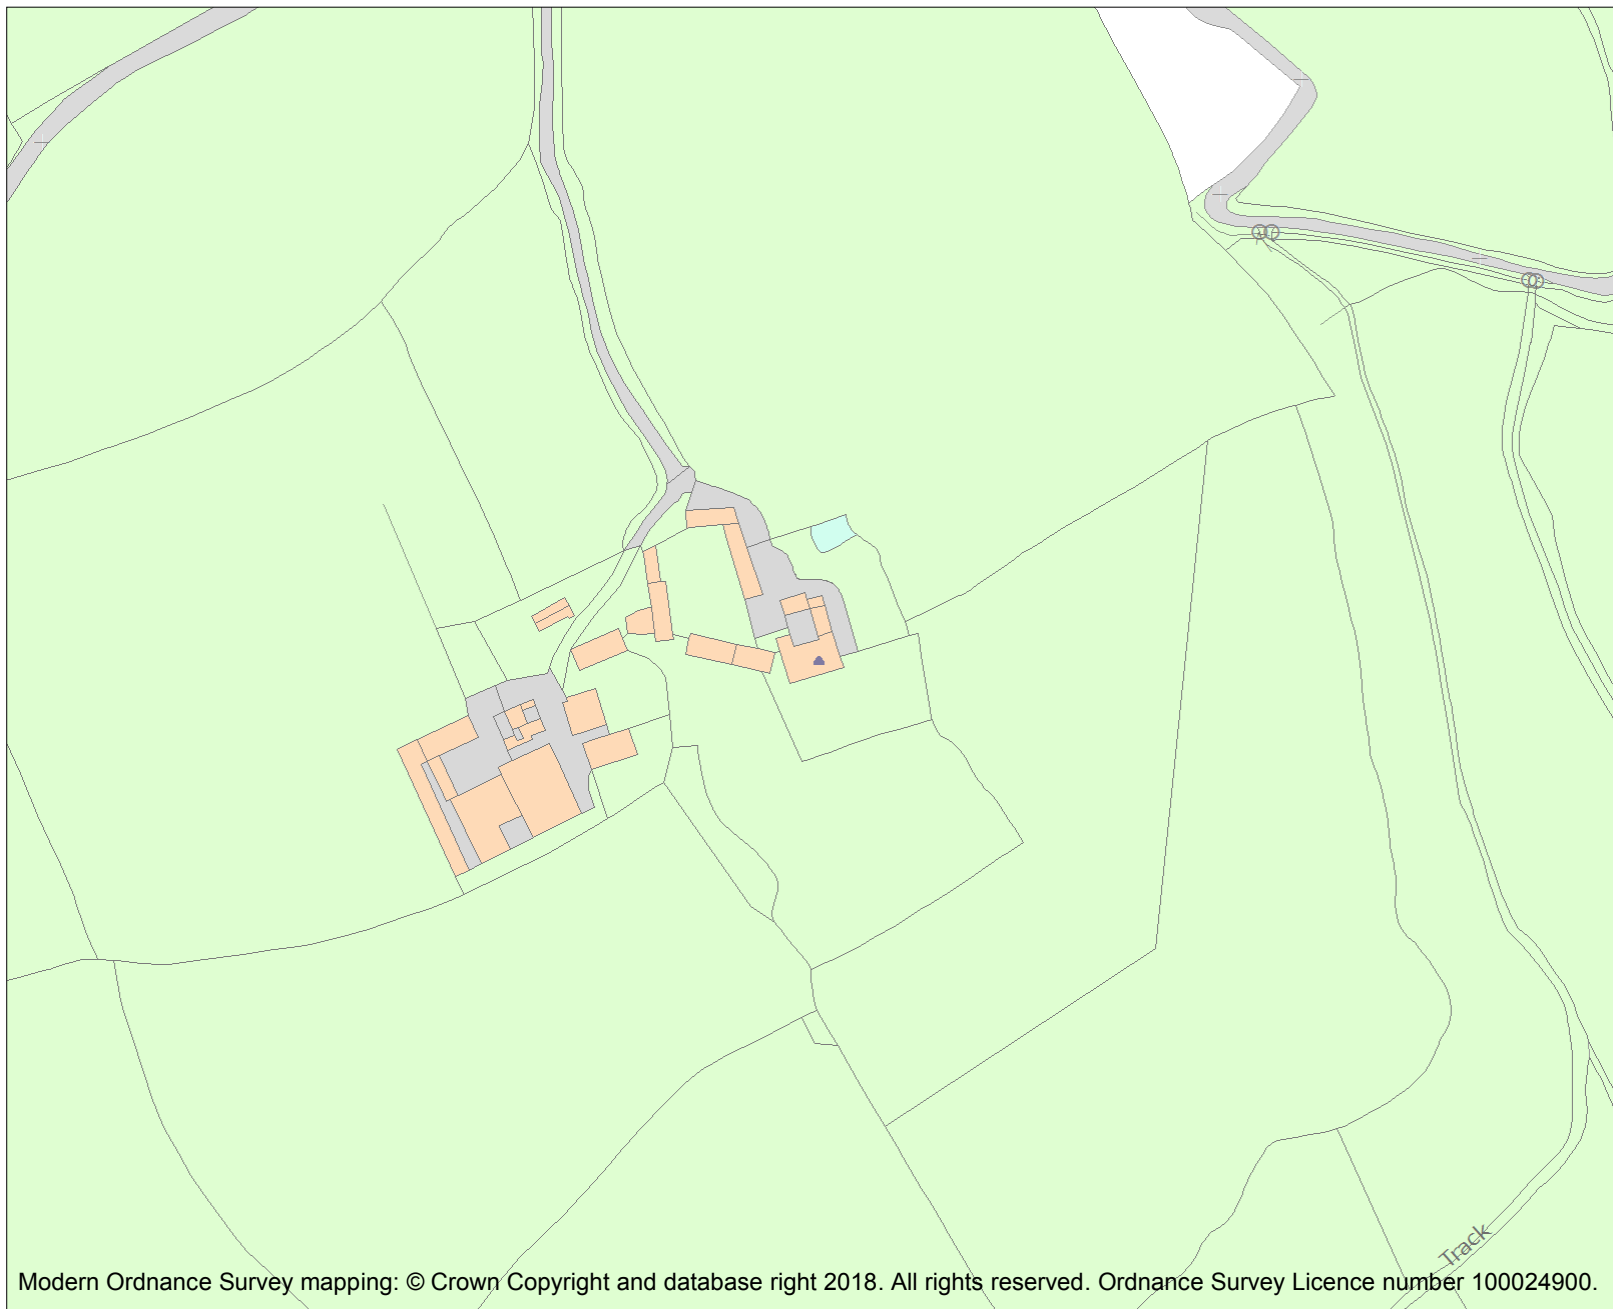 Track
Modern Ordnance Survey mapping: © Crown Copyright and database right 2018. All rights reserved. Ordnance Survey Licence number 100024900.